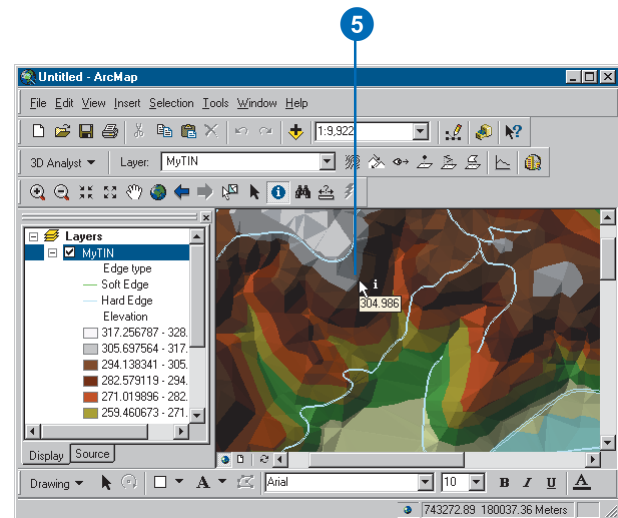 5
Untitled - ArcMap
File Edit View Insert Selection Tools Window Help
1:9,922
3D Analyst Layer: MyTIN
Layers
MyTIN
Edge type
Soft Edge
Hard Edge
Elevation
317.256787 - 328.
305.697564 - 317.
294.138341 - 305.
282.579119 - 294.
271.019896 - 282.
259.460673 - 271.
304.986
Display Source
Drawing A Arial 10 B I U A
743272.89 180037.36 Meters